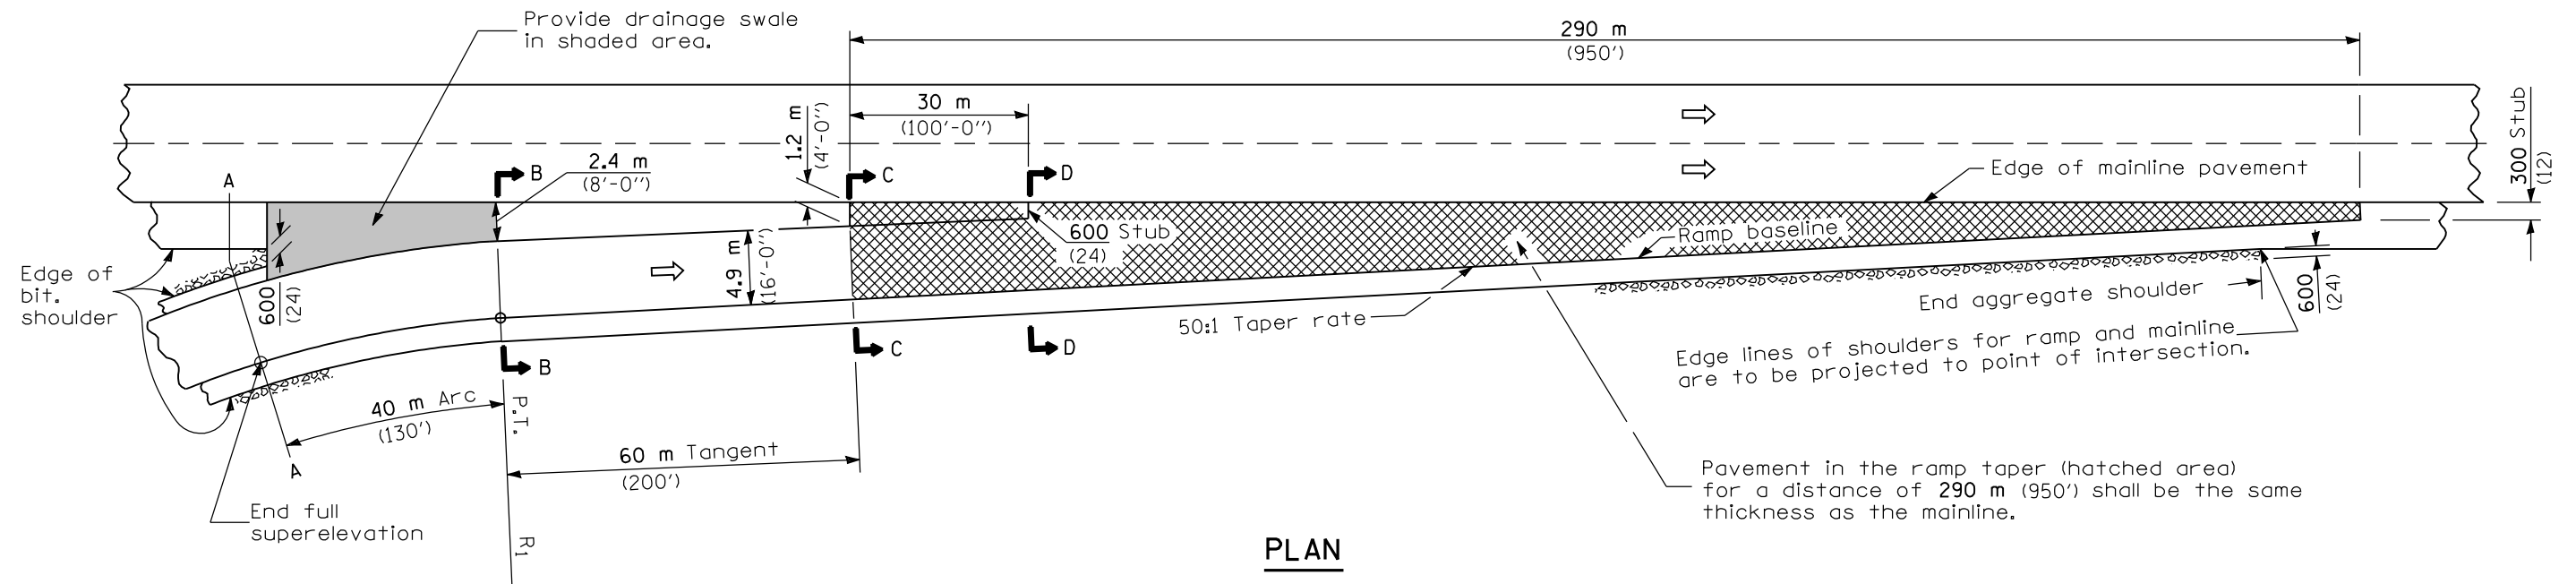 Provide drainage swale
in shaded area.
290 m
(950')
30 m
(100'-0'')
1.2 m
(4'-0'')
300 Stub
(12)
2.4 m
(8'-0'')
A
B
C
D
Edge of mainline pavement
600 Stub
(24)
Ramp baseline
4.9 m
(16'-0'')
600
(24)
Edge of
bit.
shoulder
50:1 Taper rate
End aggregate shoulder
600
(24)
Edge lines of shoulders for ramp and mainline
are to be projected to point of intersection.
B
C
D
40 m Arc
(130')
P.T.
A
60 m Tangent
(200')
End full
superelevation
R1
Pavement in the ramp taper (hatched area)
for a distance of 290 m (950') shall be the same
thickness as the mainline.
PLAN